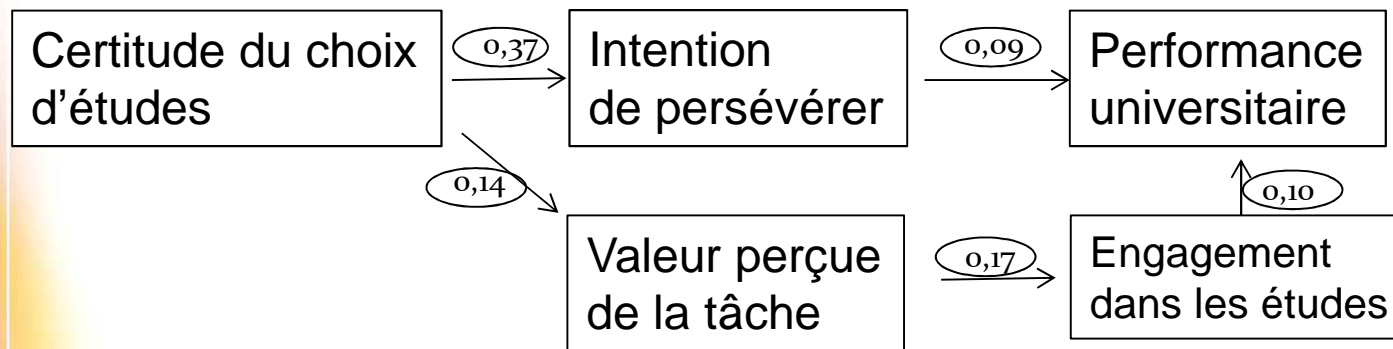 Certitude du choix
d’études
0,37
Intention
de persévérer
0,09
Performance
universitaire
0,14
0,10
Valeur perçue
de la tâche
0,17
Engagement
dans les études